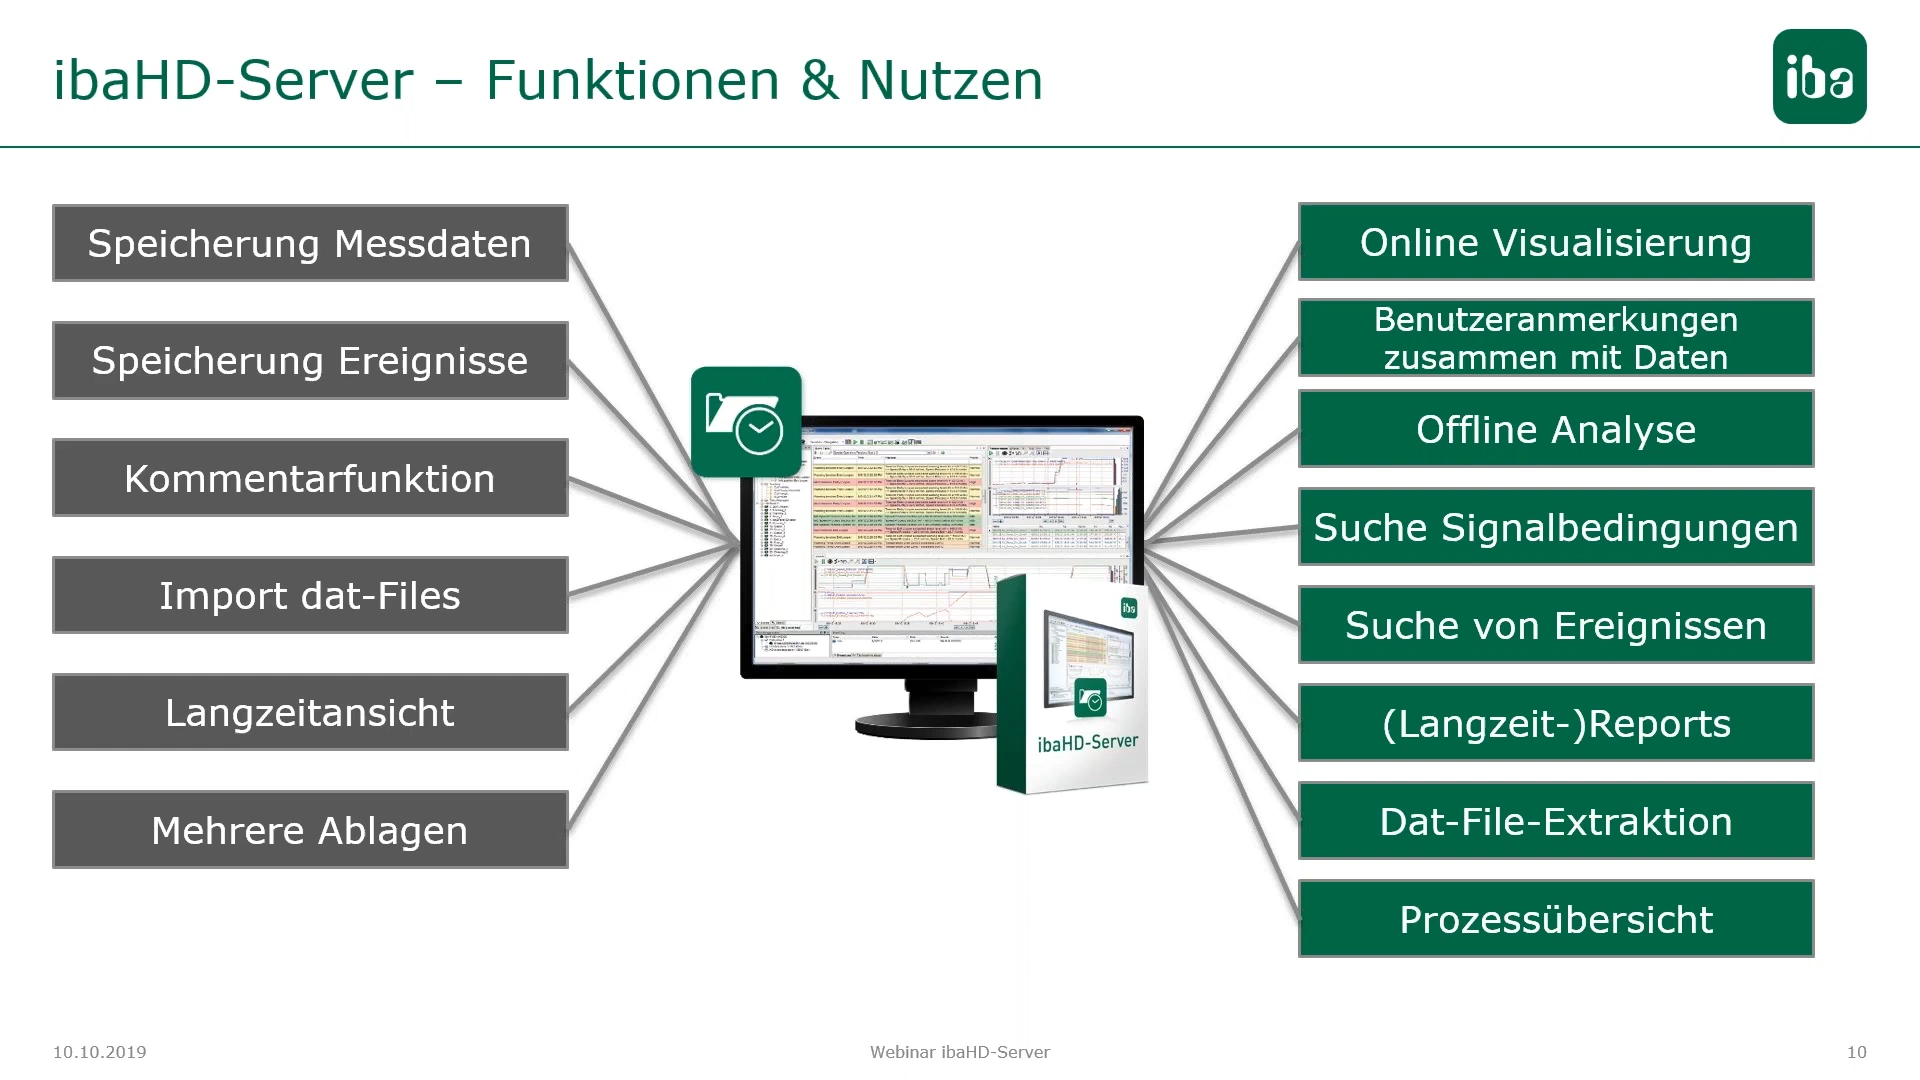 ibaHD-Server – Funktionen & Nutzen
iba
Speicherung Messdaten
Speicherung Ereignisse
Kommentarfunktion
Import dat-Files
Langzeitansicht
Mehrere Ablagen
iba
ibaHD-Server
Online Visualisierung
Benutzeranmerkungen
zusammen mit Daten
Offline Analyse
Suche Signalbedingungen
Suche von Ereignissen
(Langzeit-)Reports
Dat-File-Extraktion
Prozessübersicht
10.10.2019
Webinar ibaHD-Server
10